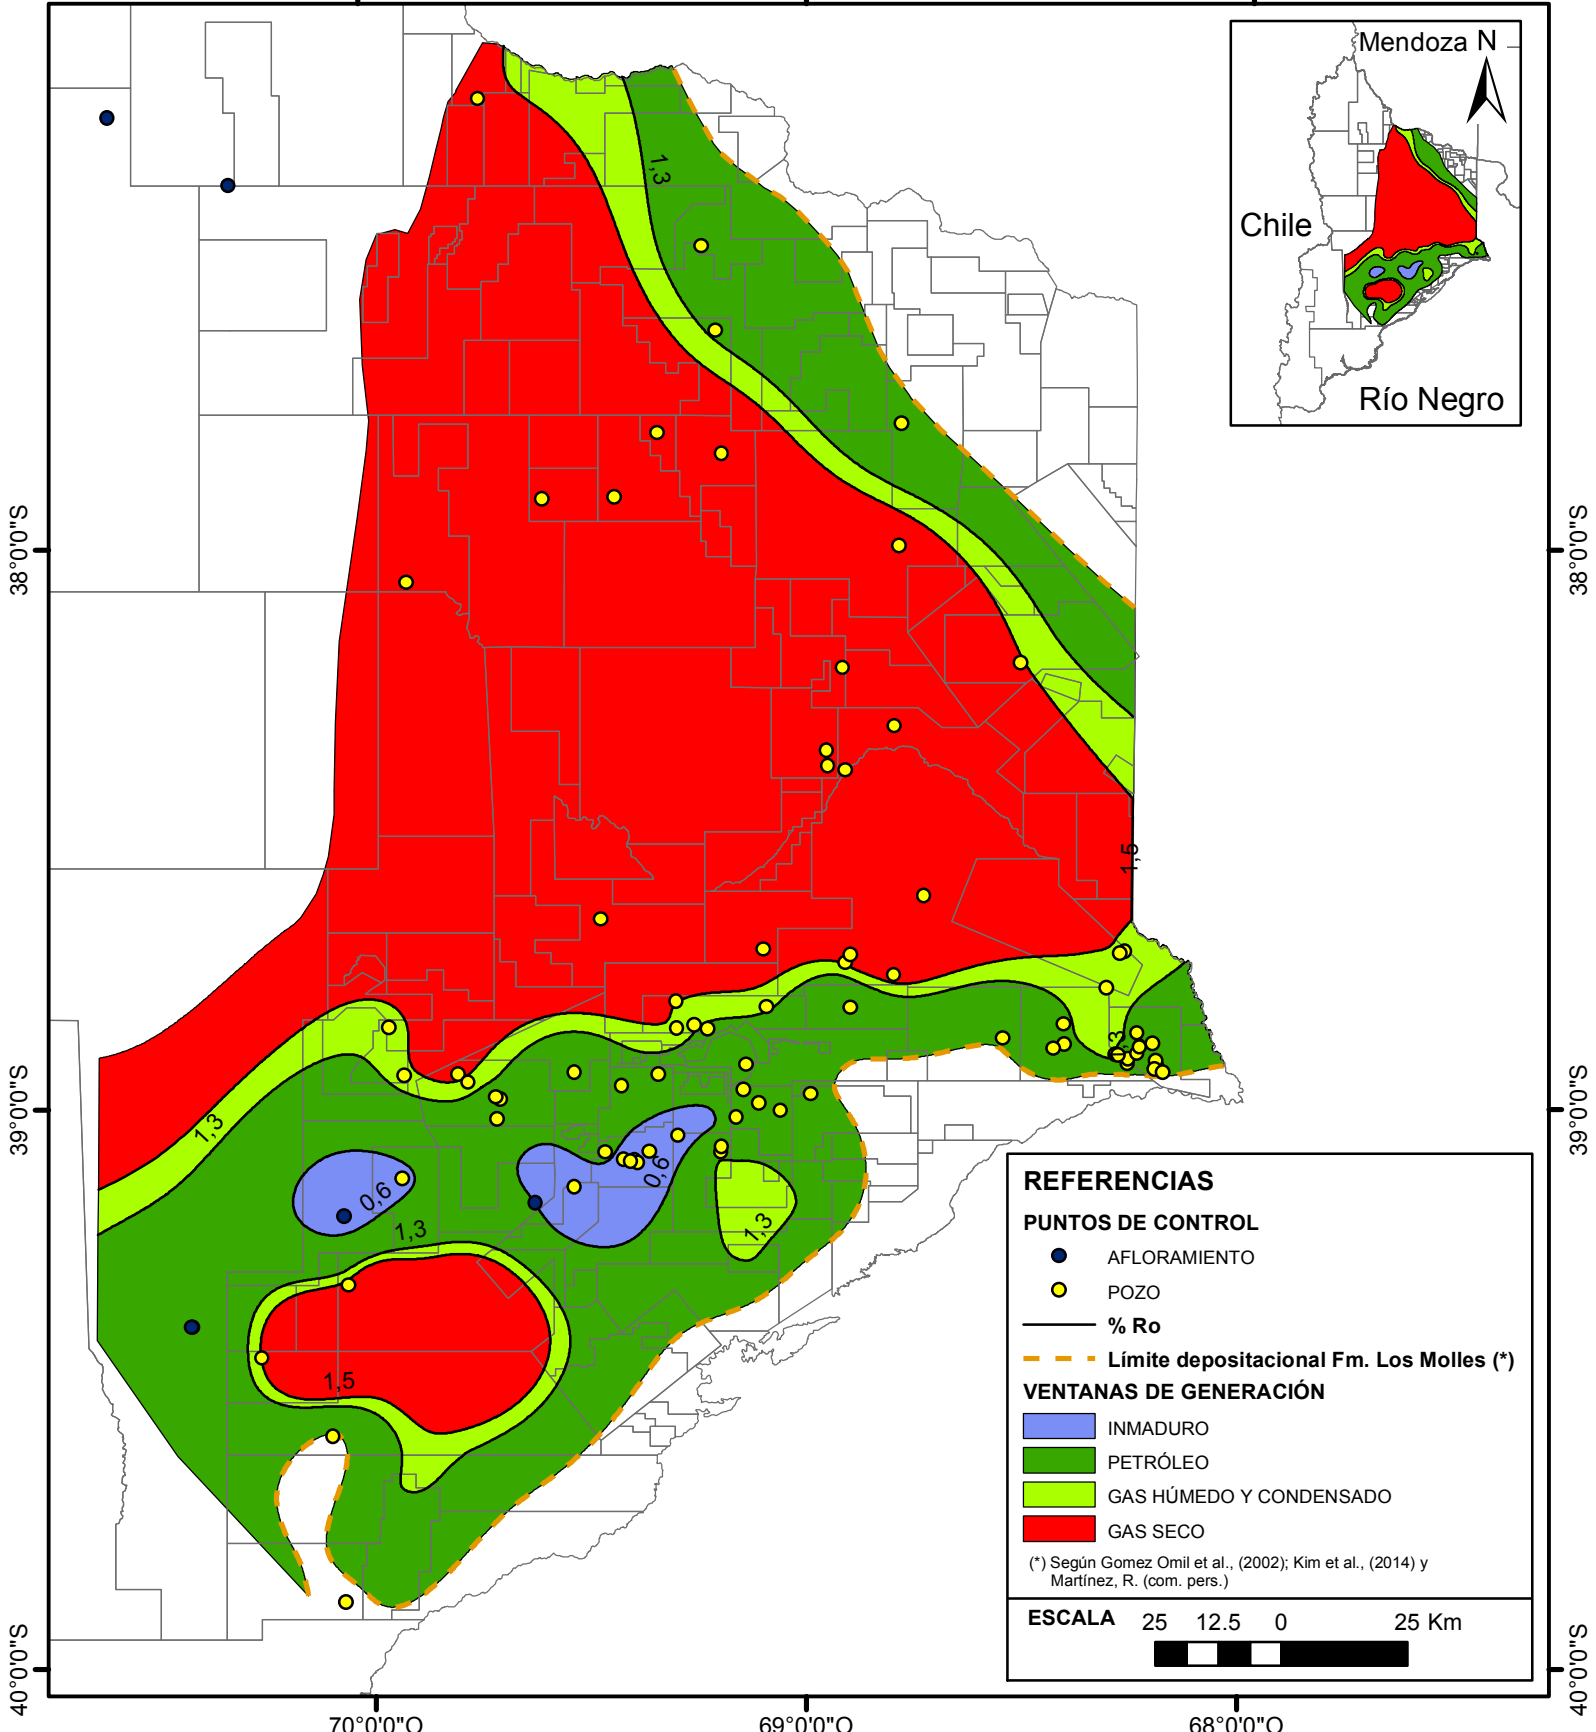 Mendoza N
Chile
Río Negro
1,3
38°0'0"S
38°0'0"S
1,5
1,3
39°0'0"S
39°0'0"S
1,3
0,6
0,6
1,3
1,3
1,5
REFERENCIAS
PUNTOS DE CONTROL
AFLORAMIENTO
POZO
% Ro
Límite depositacional Fm. Los Molles (*)
VENTANAS DE GENERACIÓN
INMADURO
PETRÓLEO
GAS HÚMEDO Y CONDENSADO
GAS SECO
(*) Según Gomez Omil et al., (2002); Kim et al., (2014) y
Martínez, R. (com. pers.)
ESCALA 25 12.5 0 25 Km
40°0'0"S
40°0'0"S
70°0'0"O
69°0'0"O
68°0'0"O